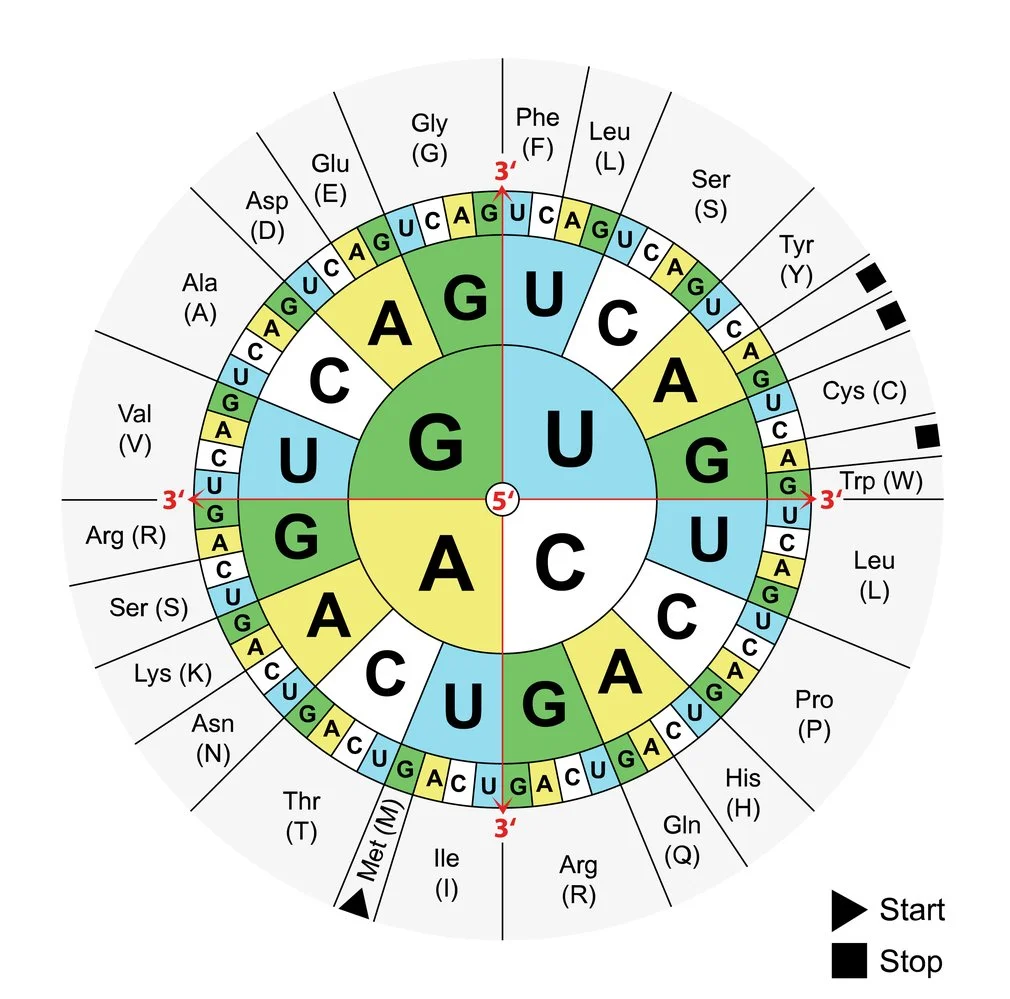 Phe
(F)
Leu
(L)
Ser
(S)
Tyr
(Y)
Cys (C)
Trp (W)
Leu
(L)
Pro
(P)
His
(H)
Gln
(Q)
Arg
(R)
Ile
(I)
Met (M)
Thr
(T)
Asn
(N)
Lys (K)
Ser (S)
Arg (R)
Val
(V)
Ala
(A)
Asp
(D)
Glu
(E)
Gly
(G)
3‘
3‘
3‘
3‘
U C A G U C A G U C A G U C A G
U C A G U C A G U C A G U C A G
U C A G U C A G U C A G U C A G
U C A G U C A G U C A G U C A G
U C A G
U C A G
U C A G
U C A G
U C A G
5‘
Start
Stop